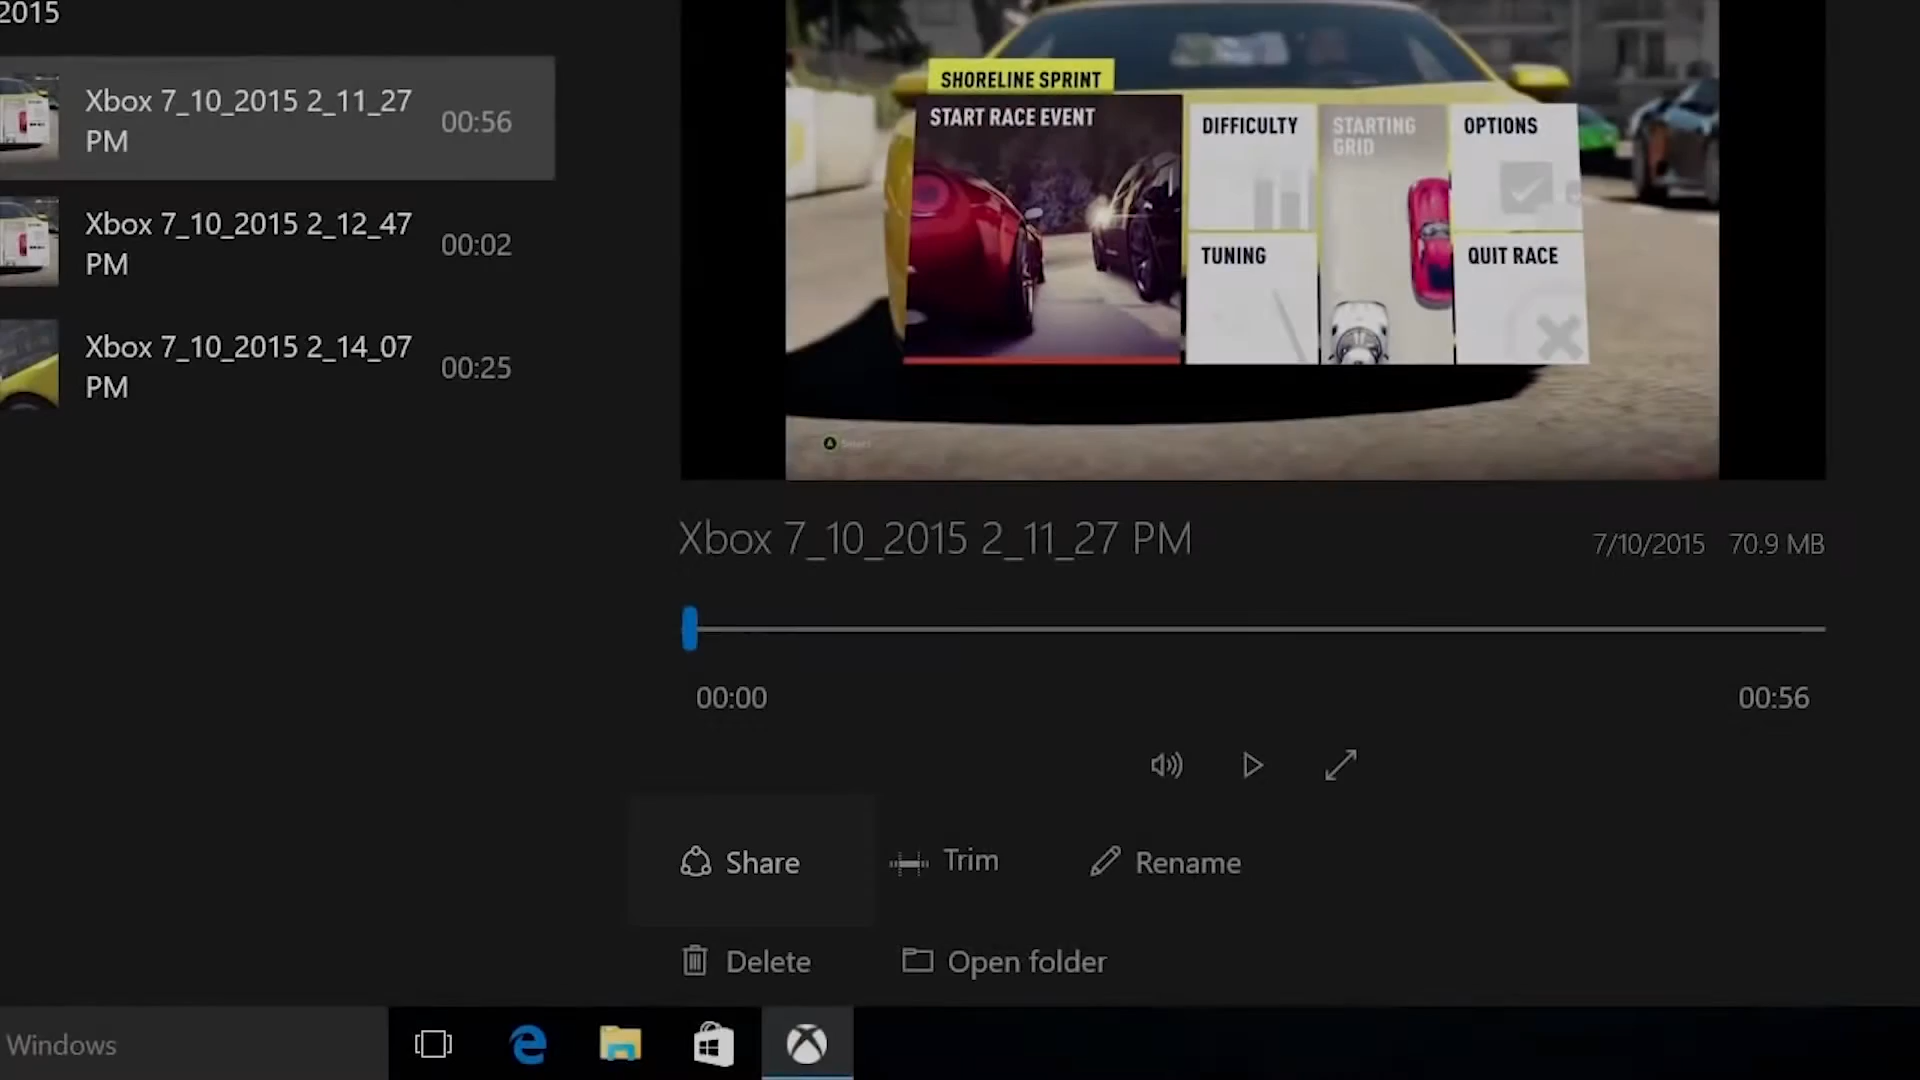 2015
Xbox 7_10_2015 2_11_27
PM
00:56
Xbox 7_10_2015 2_12_47
PM
00:02
Xbox 7_10_2015 2_14_07
PM
00:25
SHORELINE SPRINT
START RACE EVENT
DIFFICULTY
STARTING
GRID
OPTIONS
TUNING
QUIT RACE
A Select
Xbox 7_10_2015 2_11_27 PM
7/10/2015 70.9 MB
00:00
00:56
Share
Trim
Rename
Delete
Open folder
Windows